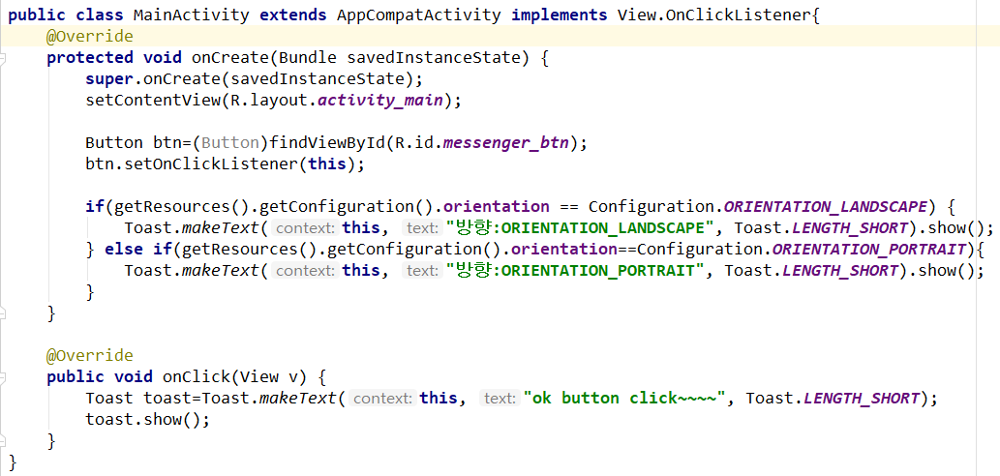 public class MainActivity extends AppCompatActivity implements View.OnClickListener{
@Override
protected void onCreate(Bundle savedInstanceState) {
super.onCreate(savedInstanceState);
setContentView(R.layout.activity_main);
Button btn=(Button)findViewById(R.id.messenger_btn);
btn.setOnClickListener(this);
if(getResources().getConfiguration().orientation == Configuration.ORIENTATION_LANDSCAPE) {
Toast.makeText( context: this, text: "방향:ORIENTATION_LANDSCAPE", Toast.LENGTH_SHORT).show();
} else if(getResources().getConfiguration().orientation==Configuration.ORIENTATION_PORTRAIT){
Toast.makeText( context: this, text: "방향:ORIENTATION_PORTRAIT", Toast.LENGTH_SHORT).show();
}
}
@Override
public void onClick(View v) {
Toast toast=Toast.makeText( context: this, text: "ok button click~~~~", Toast.LENGTH_SHORT);
toast.show();
}
}